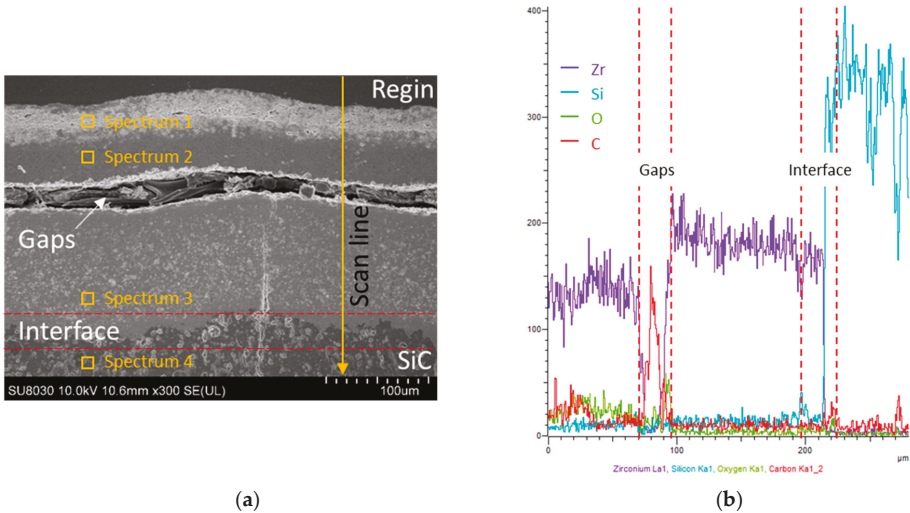 Regin
Spectrum 1
Spectrum 2
Gaps
Scan line
Spectrum 3
Interface
Spectrum 4
SiC
SU8030 10.0kV 10.6mm x300 SE(UL)
100um
(a)
400
Zr
Si
O
C
300
Gaps
Interface
200
100
0
0
100
200
µm
Zirconium La1, Silicon Ka1, Oxygen Ka1, Carbon Ka1_2
(b)